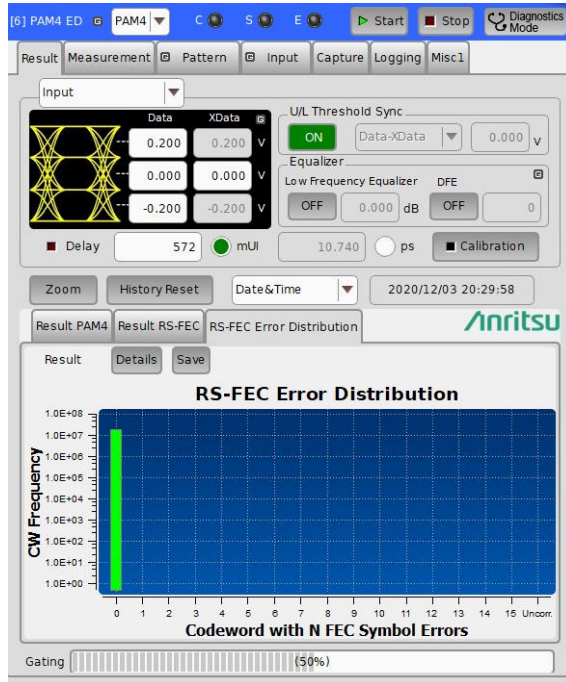 [6] PAM4 ED G PAM4 C S E Start Stop Diagnostics Mode
Result Measurement G Pattern G Input Capture Logging Misc1
Input
Data XData G
0.200 0.200 V
0.000 0.000 V
-0.200 -0.200 V
U/L Threshold Sync
ON Data-XData 0.000 V
Equalizer
Low Frequency Equalizer DFE G
OFF 0.000 dB OFF 0
Delay 572 mUI 10.740 ps Calibration
Zoom History Reset Date&Time 2020/12/03 20:29:58
Result PAM4 Result RS-FEC RS-FEC Error Distribution
Anritsu
Result Details Save
RS-FEC Error Distribution
CW Frequency
1.0E+08
1.0E+07
1.0E+06
1.0E+05
1.0E+04
1.0E+03
1.0E+02
1.0E+01
1.0E+00
0 1 2 3 4 5 6 7 8 9 10 11 12 13 14 15 Uncorr.
Codeword with N FEC Symbol Errors
Gating (50%)